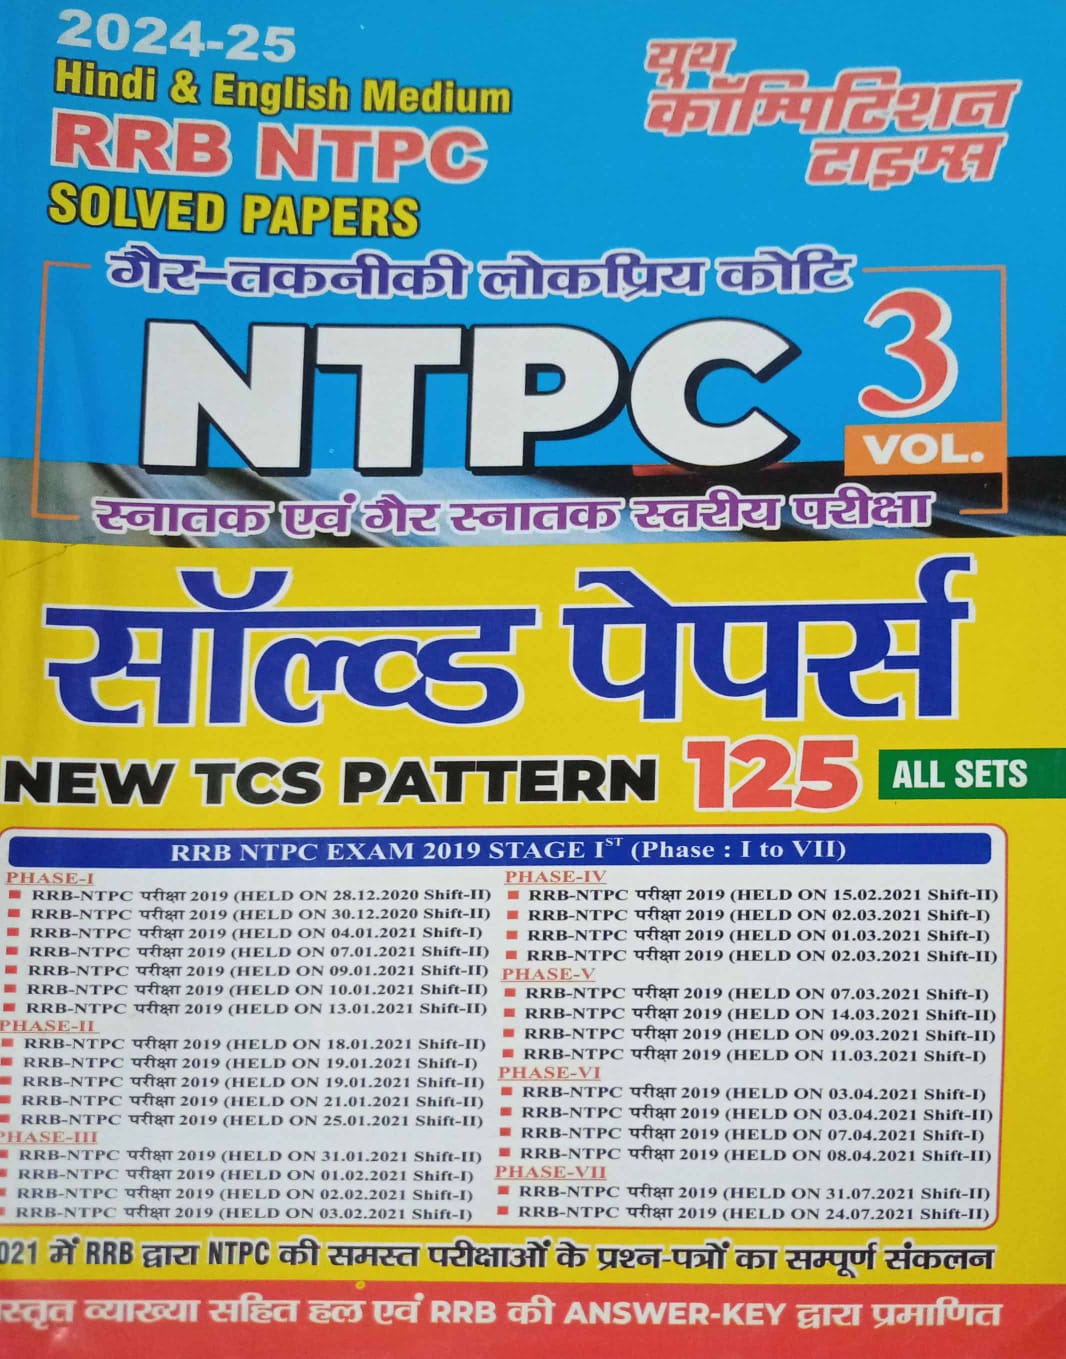 2024-25
Hindi & English Medium
RRB NTPC
SOLVED PAPERS
यूथ
कॉम्पिटिशन
टाइम्स
गैर-तकनीकी लोकप्रिय कोटि
NTPC
3
VOL.
स्नातक एवं गैर स्नातक स्तरीय परीक्षा
सॉल्व्ड पेपर्स
NEW TCS PATTERN 125 ALL SETS
RRB NTPC EXAM 2019 STAGE IST (Phase : I to VII)
PHASE-I
RRB-NTPC परीक्षा 2019 (HELD ON 28.12.2020 Shift-II)
RRB-NTPC परीक्षा 2019 (HELD ON 30.12.2020 Shift-II)
RRB-NTPC परीक्षा 2019 (HELD ON 04.01.2021 Shift-I)
RRB-NTPC परीक्षा 2019 (HELD ON 07.01.2021 Shift-II)
RRB-NTPC परीक्षा 2019 (HELD ON 09.01.2021 Shift-II)
RRB-NTPC परीक्षा 2019 (HELD ON 10.01.2021 Shift-II)
RRB-NTPC परीक्षा 2019 (HELD ON 13.01.2021 Shift-II)
PHASE-II
RRB-NTPC परीक्षा 2019 (HELD ON 18.01.2021 Shift-II)
RRB-NTPC परीक्षा 2019 (HELD ON 19.01.2021 Shift-I)
RRB-NTPC परीक्षा 2019 (HELD ON 19.01.2021 Shift-II)
RRB-NTPC परीक्षा 2019 (HELD ON 21.01.2021 Shift-II)
RRB-NTPC परीक्षा 2019 (HELD ON 25.01.2021 Shift-II)
PHASE-III
RRB-NTPC परीक्षा 2019 (HELD ON 31.01.2021 Shift-II)
RRB-NTPC परीक्षा 2019 (HELD ON 01.02.2021 Shift-I)
RRB-NTPC परीक्षा 2019 (HELD ON 02.02.2021 Shift-I)
RRB-NTPC परीक्षा 2019 (HELD ON 03.02.2021 Shift-I)
PHASE-IV
RRB-NTPC परीक्षा 2019 (HELD ON 15.02.2021 Shift-II)
RRB-NTPC परीक्षा 2019 (HELD ON 02.03.2021 Shift-I)
RRB-NTPC परीक्षा 2019 (HELD ON 01.03.2021 Shift-I)
RRB-NTPC परीक्षा 2019 (HELD ON 02.03.2021 Shift-II)
PHASE-V
RRB-NTPC परीक्षा 2019 (HELD ON 07.03.2021 Shift-I)
RRB-NTPC परीक्षा 2019 (HELD ON 14.03.2021 Shift-II)
RRB-NTPC परीक्षा 2019 (HELD ON 09.03.2021 Shift-II)
RRB-NTPC परीक्षा 2019 (HELD ON 11.03.2021 Shift-I)
PHASE-VI
RRB-NTPC परीक्षा 2019 (HELD ON 03.04.2021 Shift-I)
RRB-NTPC परीक्षा 2019 (HELD ON 03.04.2021 Shift-II)
RRB-NTPC परीक्षा 2019 (HELD ON 07.04.2021 Shift-I)
RRB-NTPC परीक्षा 2019 (HELD ON 08.04.2021 Shift-II)
PHASE-VII
RRB-NTPC परीक्षा 2019 (HELD ON 31.07.2021 Shift-II)
RRB-NTPC परीक्षा 2019 (HELD ON 24.07.2021 Shift-II)
021 में RRB द्वारा NTPC की समस्त परीक्षाओं के प्रश्न-पत्रों का सम्पूर्ण संकलन
स्तृत व्याख्या सहित हल एवं RRB की ANSWER-KEY द्वारा प्रमाणित